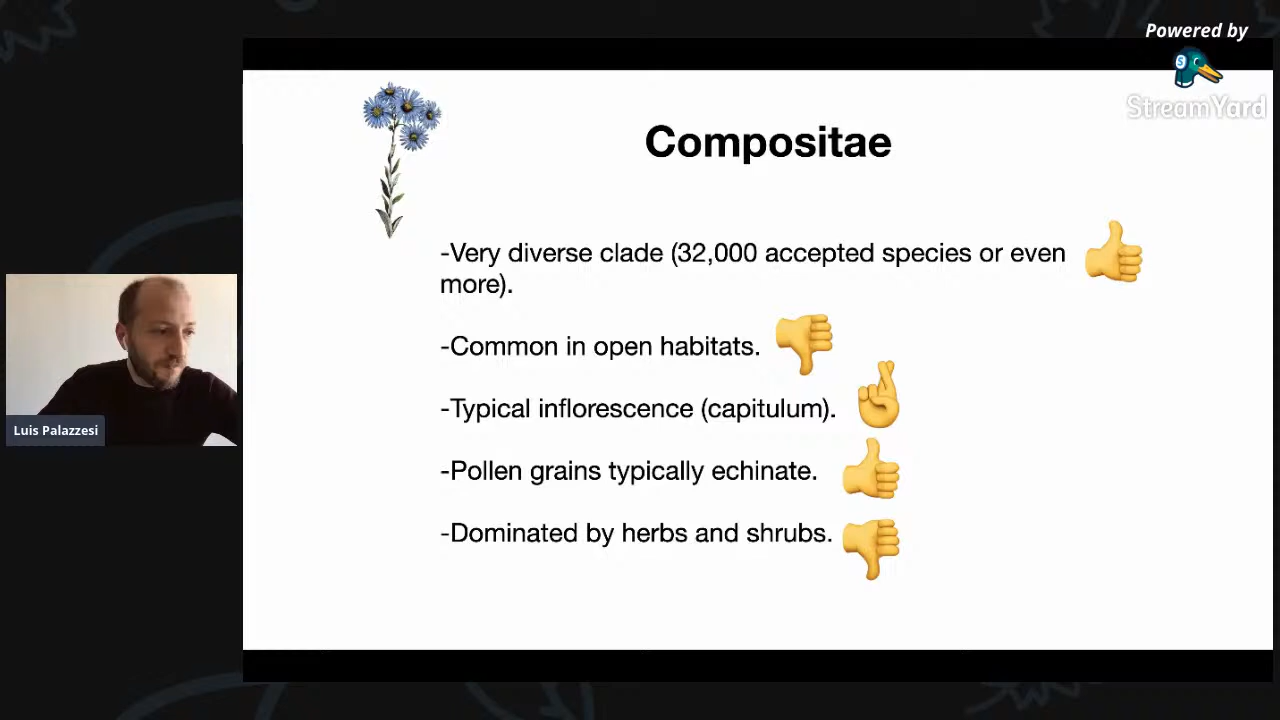 Powered by
StreamYard
Compositae
-Very diverse clade (32,000 accepted species or even
more).
-Common in open habitats.
-Typical inflorescence (capitulum).
-Pollen grains typically echinate.
-Dominated by herbs and shrubs.
Luis Palazzesi